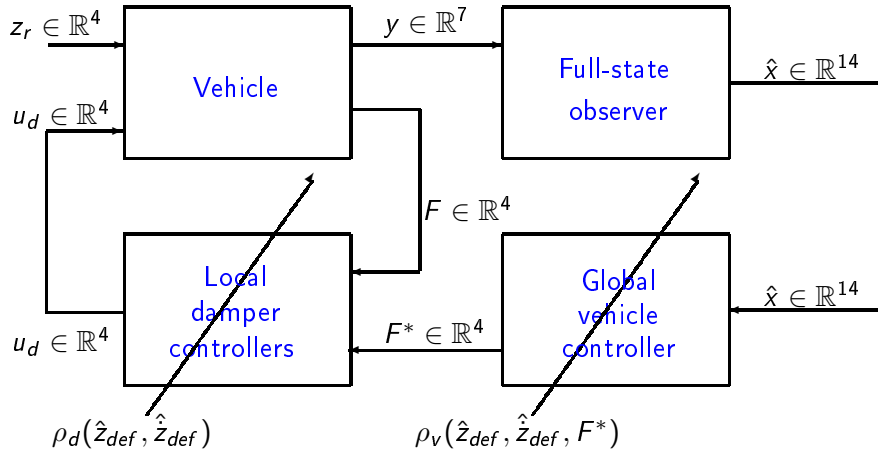 z_r ∈ ℝ^4
y ∈ ℝ^7
Vehicle
Full-state
observer
x̂ ∈ ℝ^14
u_d ∈ ℝ^4
F ∈ ℝ^4
Local
damper
controllers
Global
vehicle
controller
x̂ ∈ ℝ^14
F* ∈ ℝ^4
u_d ∈ ℝ^4
ρ_d(ẑ_def, ż̂_def)
ρ_v(ẑ_def, ż̂_def, F*)